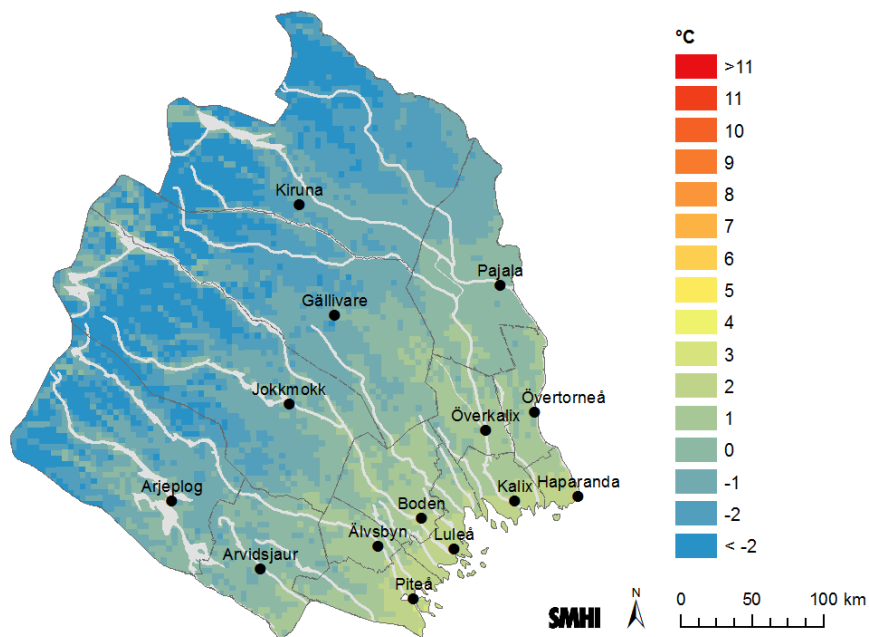 °C
>11
11
10
9
8
7
6
5
4
3
2
1
0
-1
-2
< -2
Kiruna
Pajala
Gällivare
Jokkmokk
Övertorneå
Överkalix
Arjeplog
Kalix
Haparanda
Boden
Älvsbyn
Luleå
Arvidsjaur
Piteå
SMHI
N
0 50 100 km